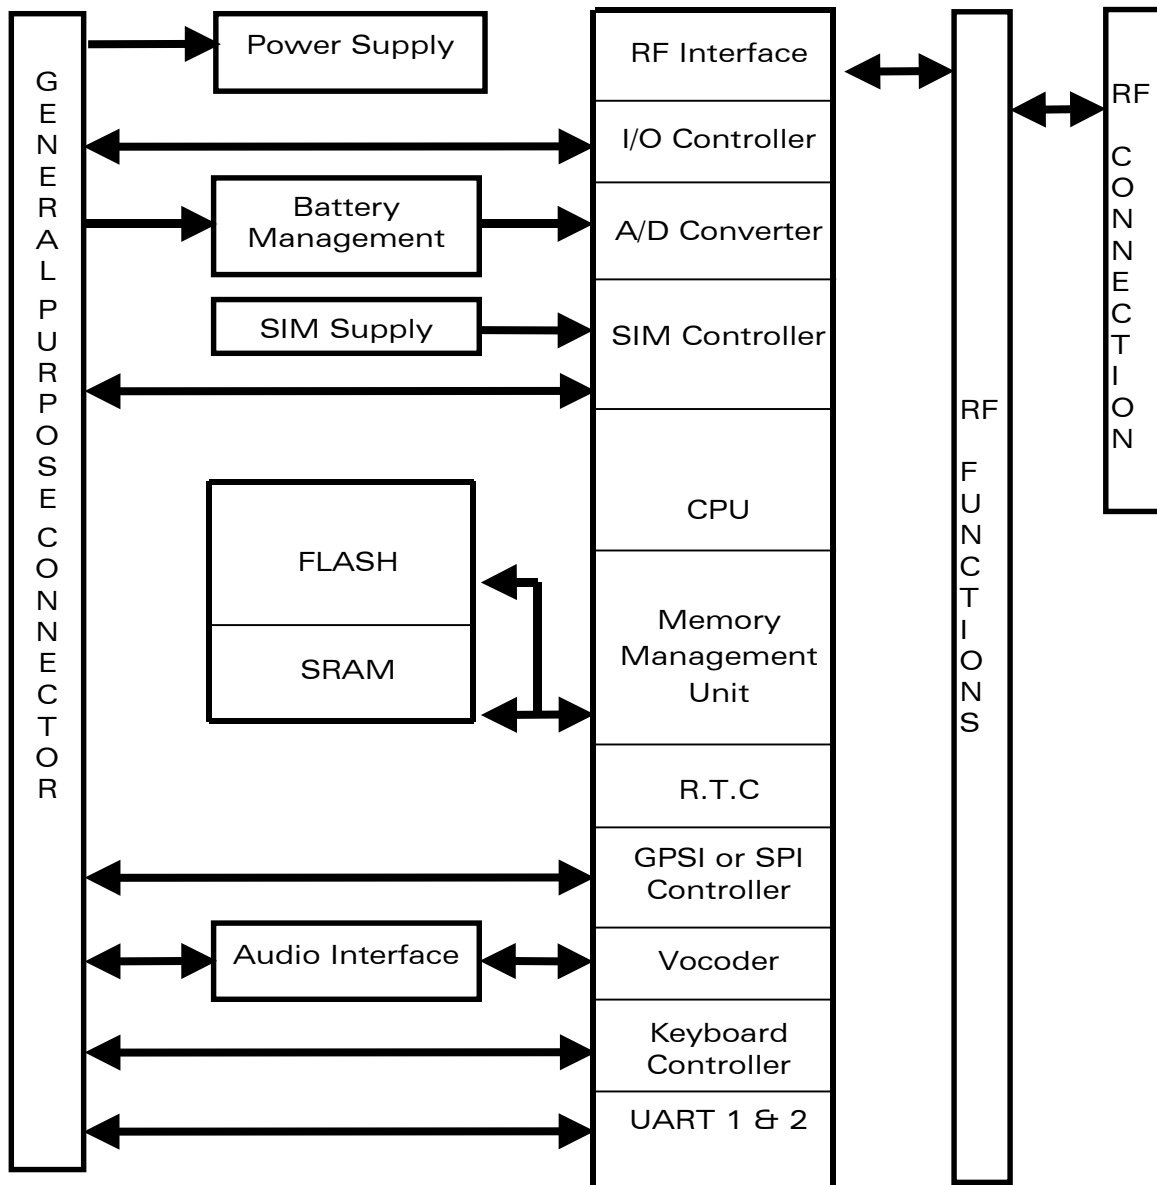 GENERAL PURPOSE CONNECTOR
Power Supply
Battery
Management
SIM Supply
FLASH
SRAM
Audio Interface
RF Interface
I/O Controller
A/D Converter
SIM Controller
CPU
Memory
Management
Unit
R.T.C
GPSI or SPI
Controller
Vocoder
Keyboard
Controller
UART 1 & 2
RF FUNCTIONS
RF CONNECTION